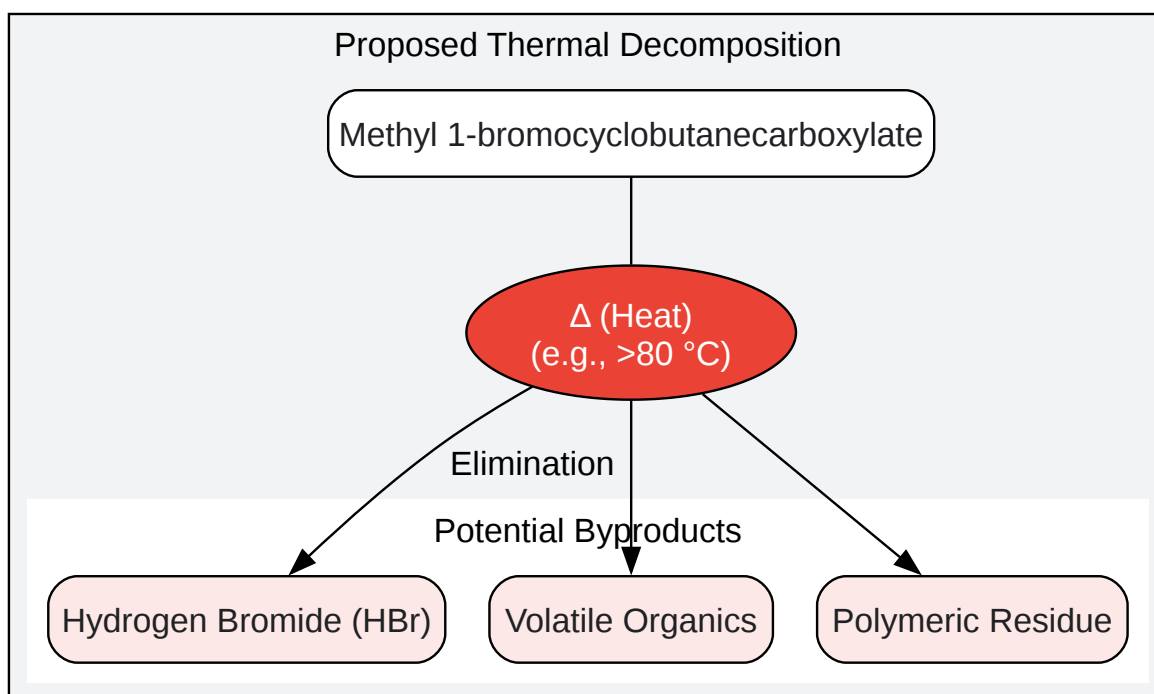 Proposed Thermal Decomposition
Methyl 1-bromocyclobutanecarboxylate
Δ (Heat)
(e.g., >80 °C)
Elimination
Potential Byproducts
Hydrogen Bromide (HBr)
Volatile Organics
Polymeric Residue